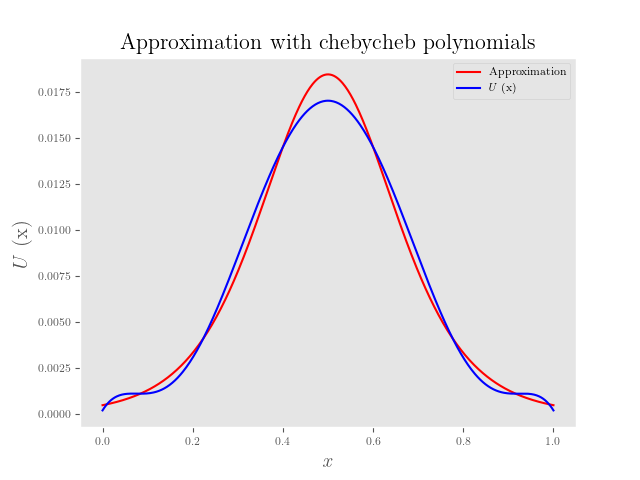 Approximation with chebycheb polynomials
Approximation
U (x)
U (x)
0.0175
0.0150
0.0125
0.0100
0.0075
0.0050
0.0025
0.0000
0.0 0.2 0.4 0.6 0.8 1.0
x